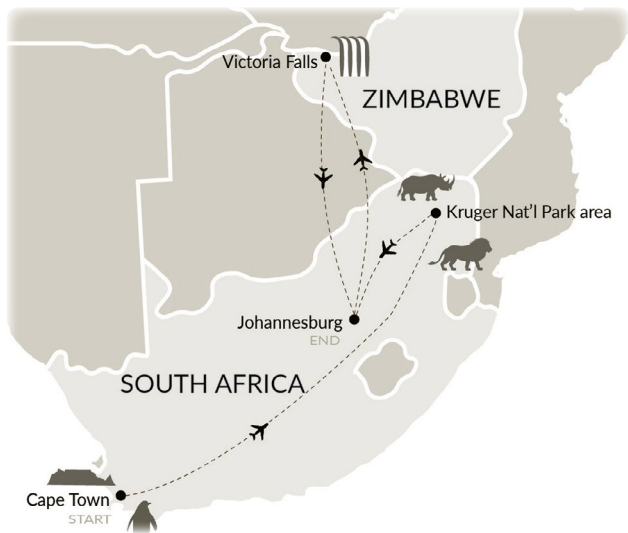 Victoria Falls
ZIMBABWE
Kruger Nat'l Park area
Johannesburg
END
SOUTH AFRICA
Cape Town
START